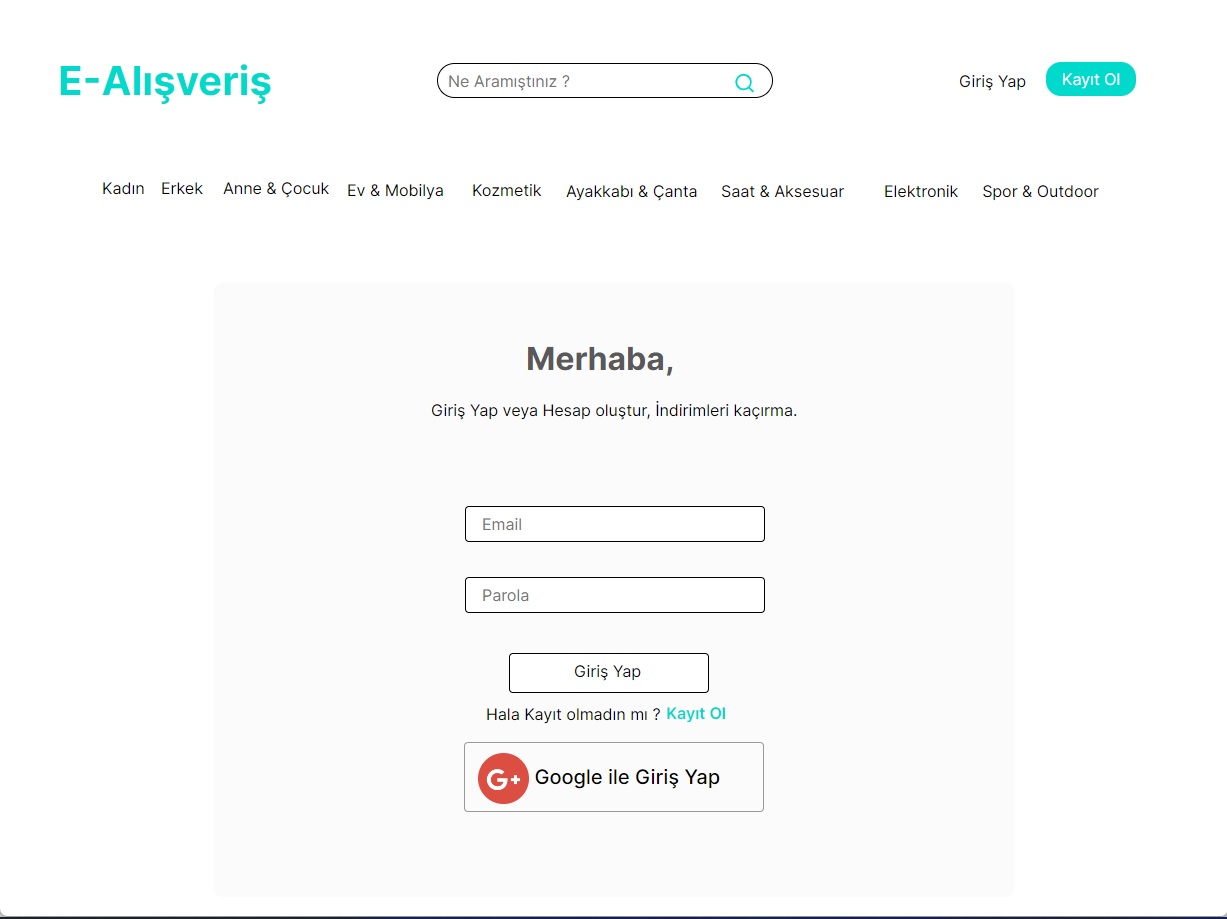 E-Alışveriş
Ne Aramıştınız ?
Giriş Yap
Kayıt Ol
Kadın Erkek Anne & Çocuk Ev & Mobilya Kozmetik Ayakkabı & Çanta Saat & Aksesuar Elektronik Spor & Outdoor
Merhaba,
Giriş Yap veya Hesap oluştur, İndirimleri kaçırma.
Email
Parola
Giriş Yap
Hala Kayıt olmadın mı ? Kayıt Ol
G+ Google ile Giriş Yap